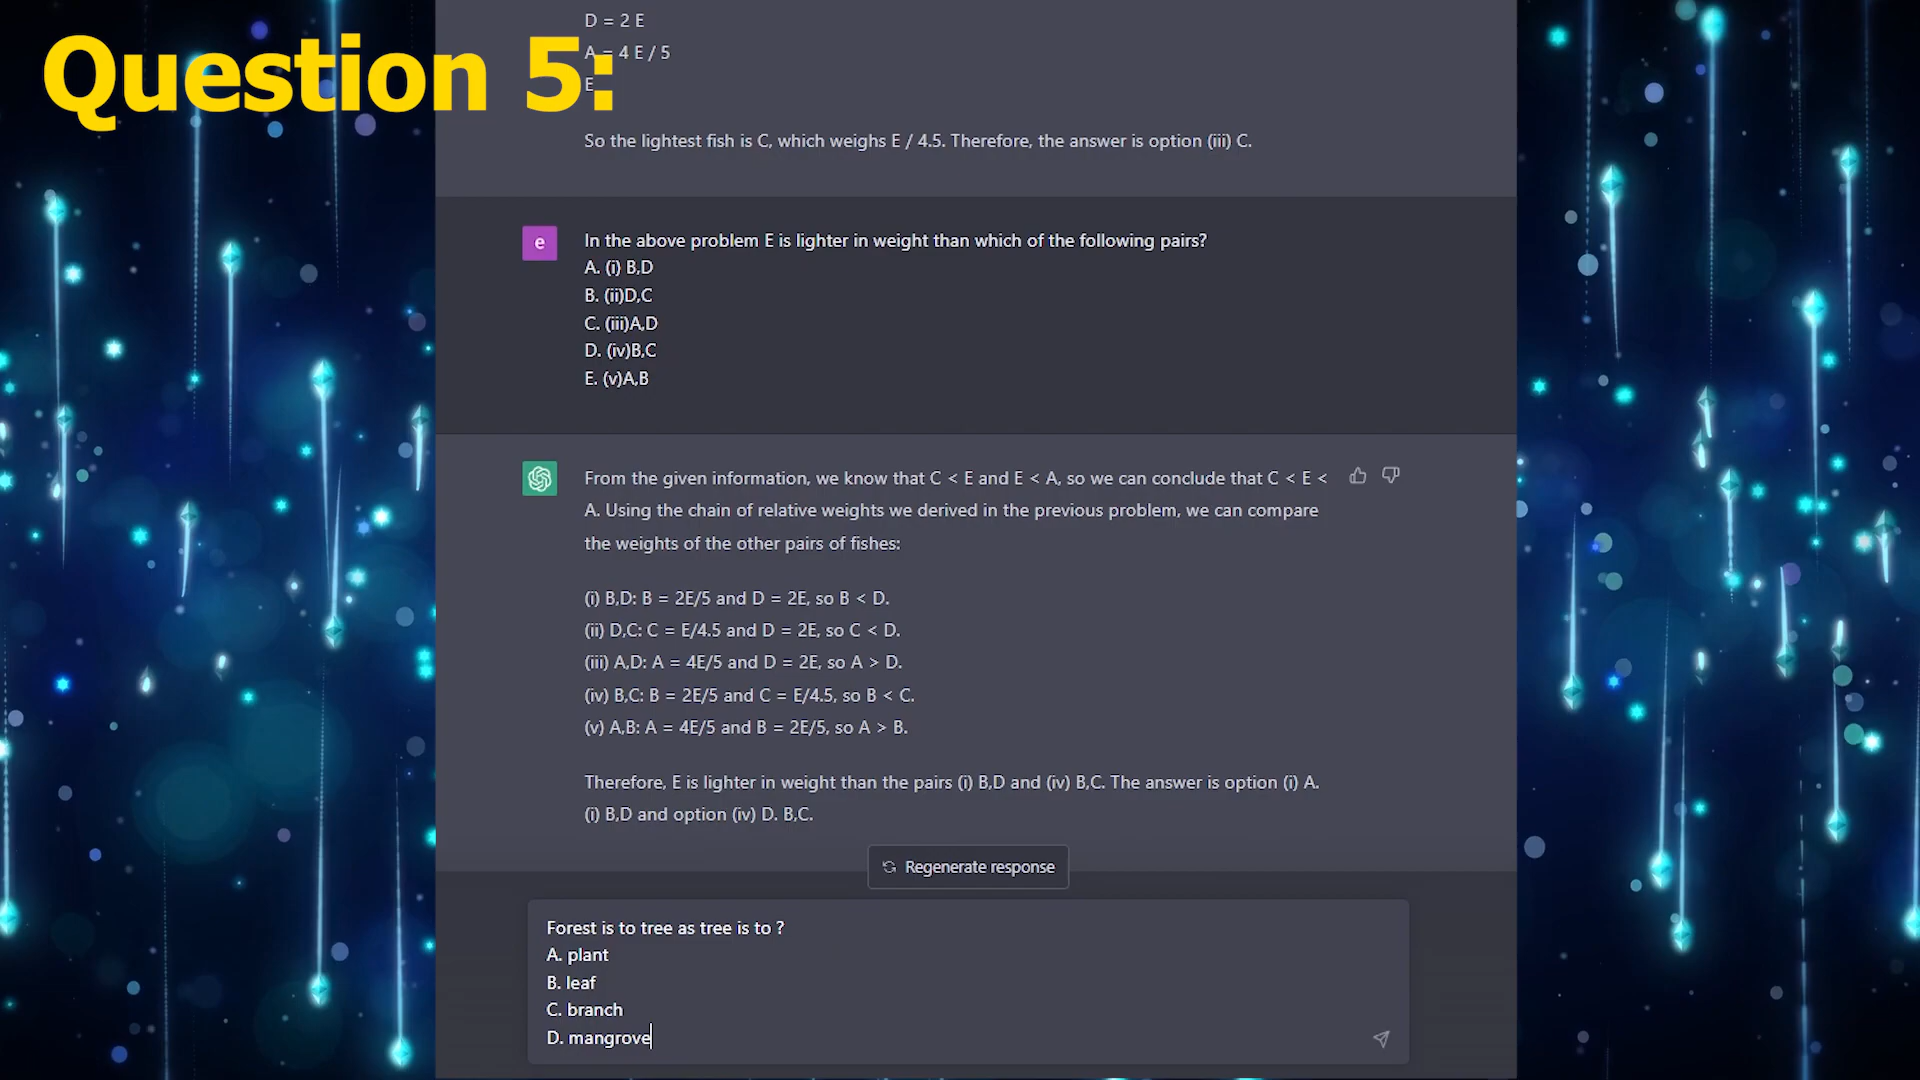 Question 5:
D = 2 E
A = 4 E / 5
E
So the lightest fish is C, which weighs E / 4.5. Therefore, the answer is option (iii) C.
e
In the above problem E is lighter in weight than which of the following pairs?
A. (i) B,D
B. (ii)D,C
C. (iii)A,D
D. (iv)B,C
E. (v)A,B
From the given information, we know that C < E and E < A, so we can conclude that C < E <
A. Using the chain of relative weights we derived in the previous problem, we can compare
the weights of the other pairs of fishes:
(i) B,D: B = 2E/5 and D = 2E, so B < D.
(ii) D,C: C = E/4.5 and D = 2E, so C < D.
(iii) A,D: A = 4E/5 and D = 2E, so A > D.
(iv) B,C: B = 2E/5 and C = E/4.5, so B < C.
(v) A,B: A = 4E/5 and B = 2E/5, so A > B.
Therefore, E is lighter in weight than the pairs (i) B,D and (iv) B,C. The answer is option (i) A.
(i) B,D and option (iv) D. B,C.
Regenerate response
Forest is to tree as tree is to ?
A. plant
B. leaf
C. branch
D. mangrove